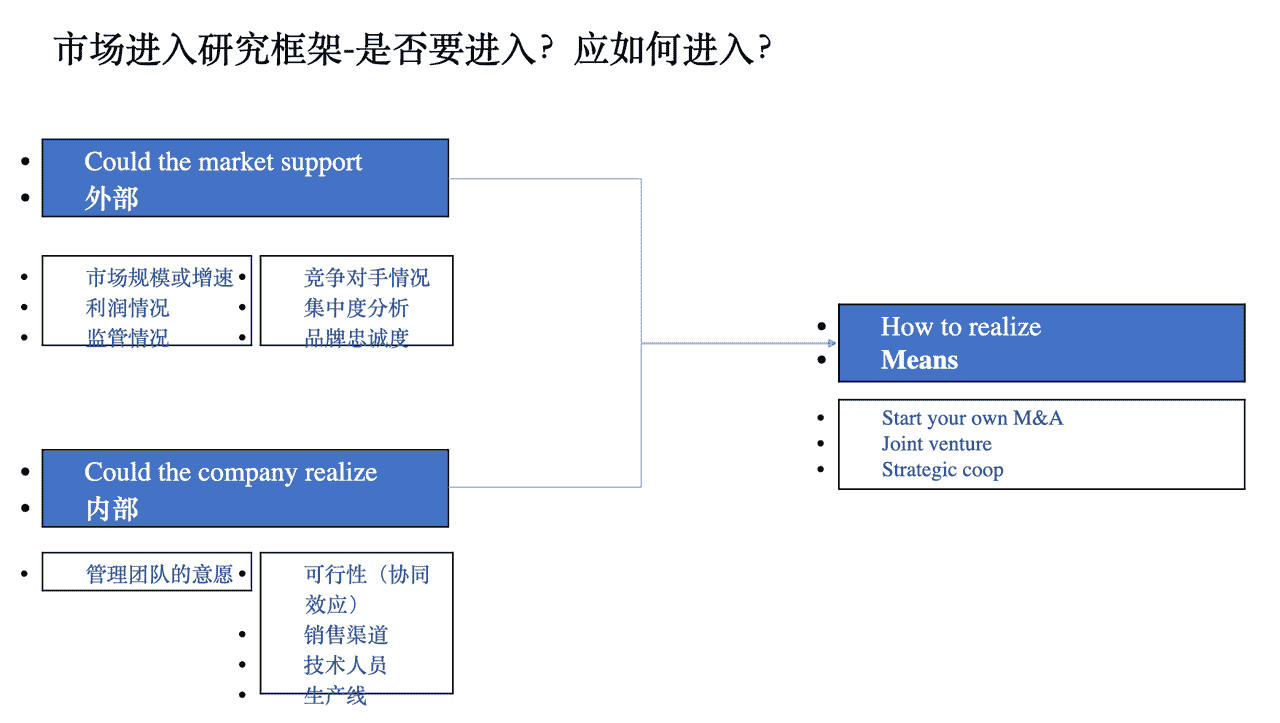 市场进入研究框架-是否要进入？应如何进入？
Could the market support
外部
市场规模或增速
利润情况
监管情况
竞争对手情况
集中度分析
品牌忠诚度
Could the company realize
内部
管理团队的意愿
可行性（协同
效应）
销售渠道
技术人员
生产线
How to realize
Means
Start your own M&A
Joint venture
Strategic coop